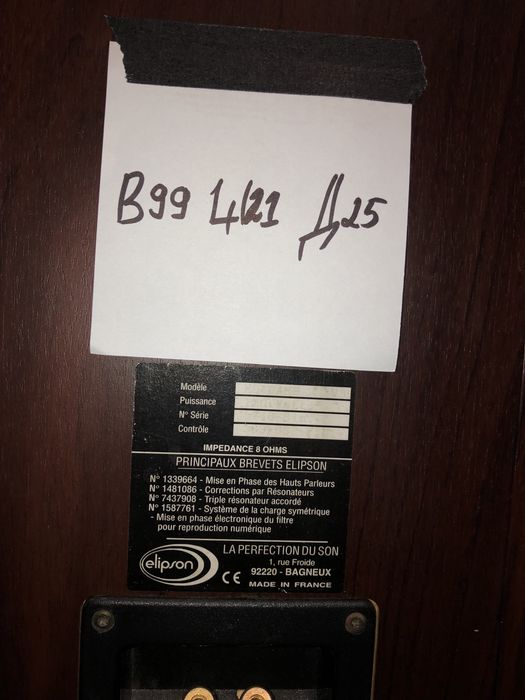 B99 Ц21 Д25
Modèle
Puissance
N° Série
Contrôle
IMPEDANCE 8 OHMS
PRINCIPAUX BREVETS ELIPSON
N° 1339664 - Mise en Phase des Hauts Parleurs
N° 1481086 - Corrections par Résonateurs
N° 7437908 - Triple résonateur accordé
N° 1587761 - Système de la charge symétrique
- Mise en phase électronique du filtre
pour reproduction numérique
elipson
CE
LA PERFECTION DU SON
1, rue Froide
92220 - BAGNEUX
MADE IN FRANCE